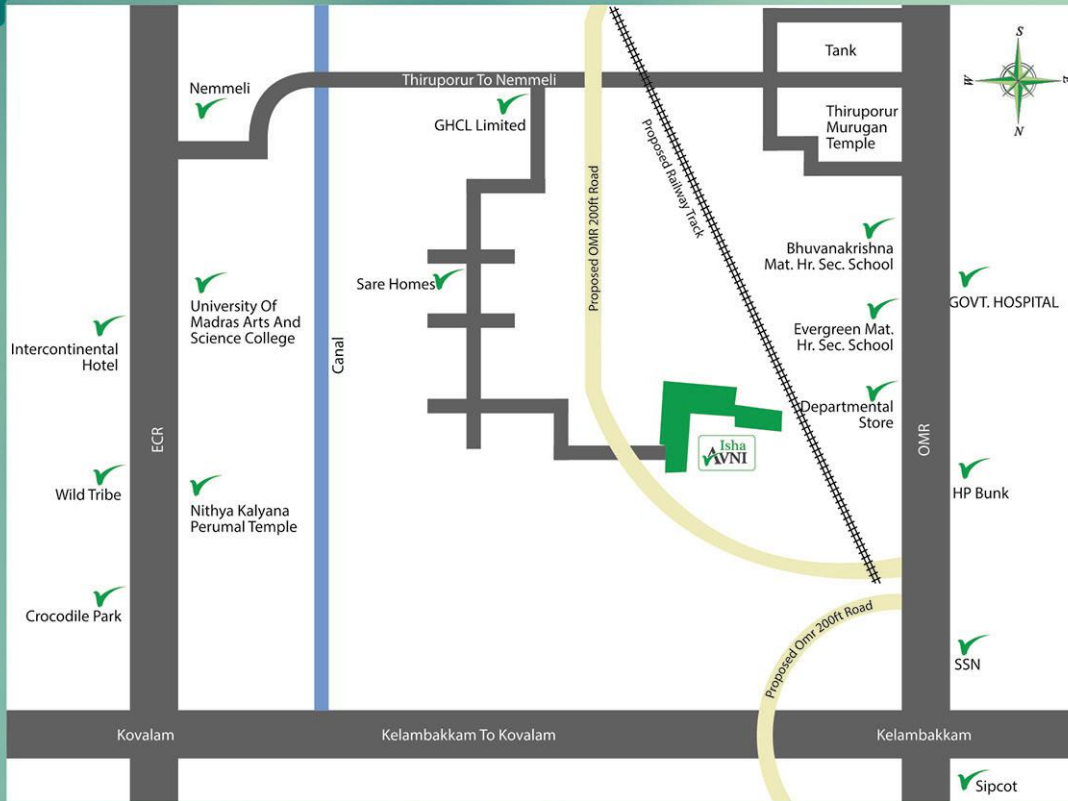 S
W
E
N
Tank
Nemmeli
Thiruporur To Nemmeli
GHCL Limited
Thiruporur
Murugan
Temple
Proposed Railway Track
Proposed OMR 200ft Road
Bhuvanakrishna
Mat. Hr. Sec. School
GOVT. HOSPITAL
Sare Homes
University Of
Madras Arts And
Science College
Evergreen Mat.
Hr. Sec. School
Intercontinental
Hotel
Canal
Departmental
Store
ECR
OMR
Isha
AVNI
Wild Tribe
HP Bunk
Nithya Kalyana
Perumal Temple
Crocodile Park
Proposed Omr 200ft Road
SSN
Kovalam
Kelambakkam To Kovalam
Kelambakkam
Sipcot